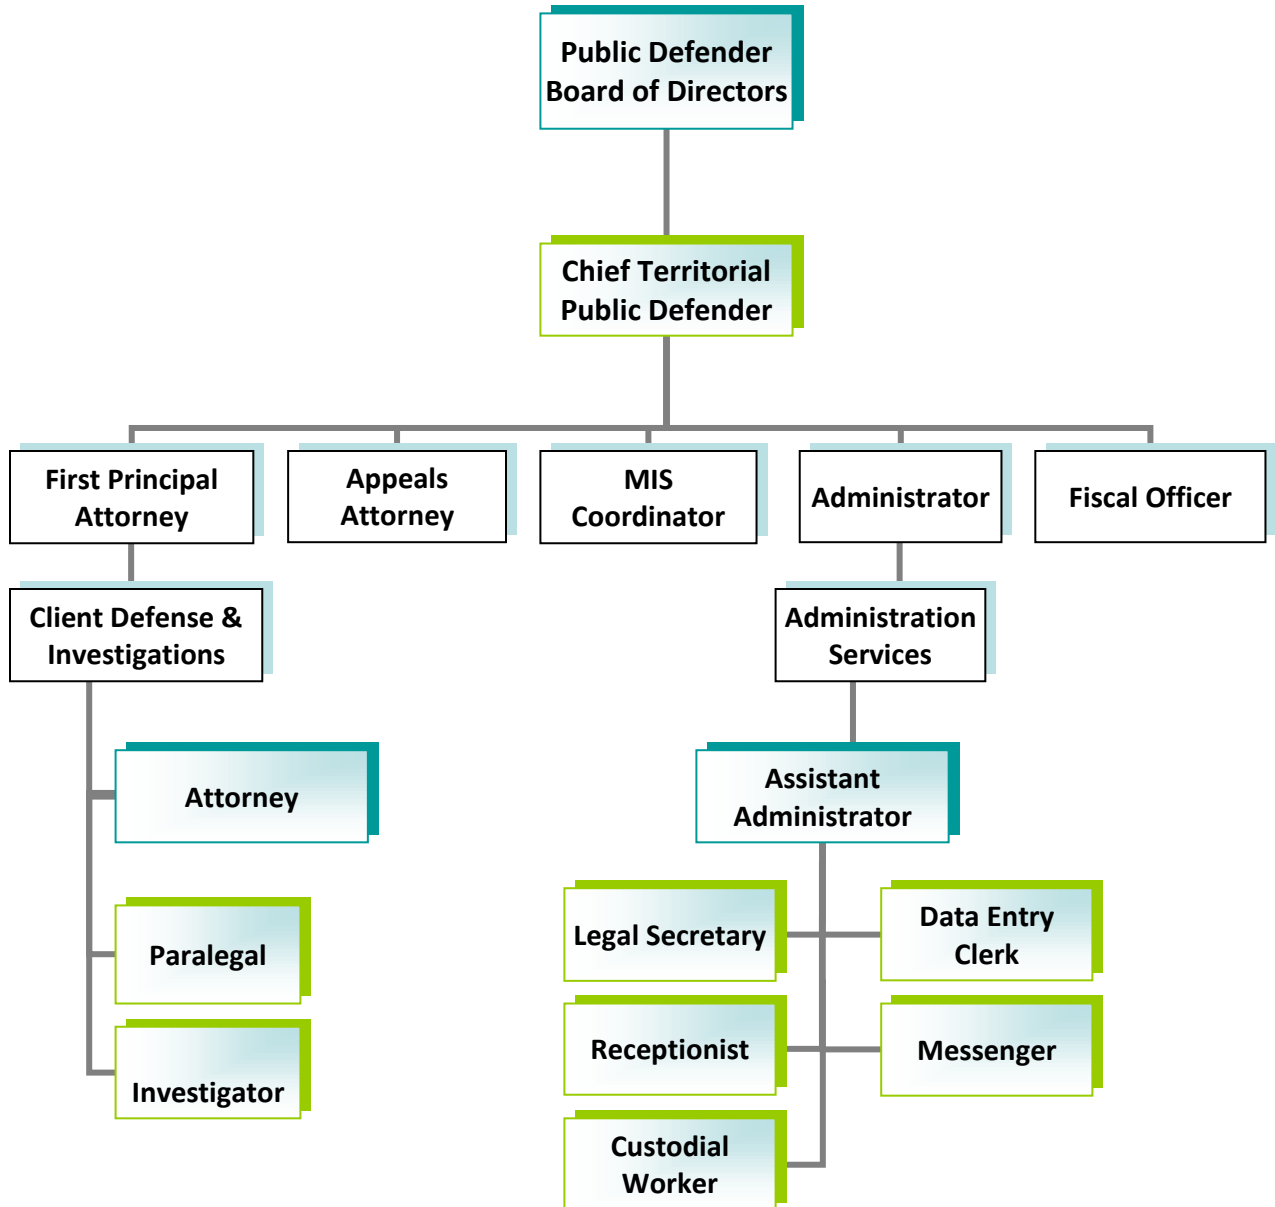 Public Defender
Board of Directors
Chief Territorial
Public Defender
First Principal
Attorney
Appeals
Attorney
MIS
Coordinator
Administrator
Fiscal Officer
Client Defense &
Investigations
Administration
Services
Attorney
Assistant
Administrator
Paralegal
Legal Secretary
Data Entry
Clerk
Investigator
Receptionist
Messenger
Custodial
Worker